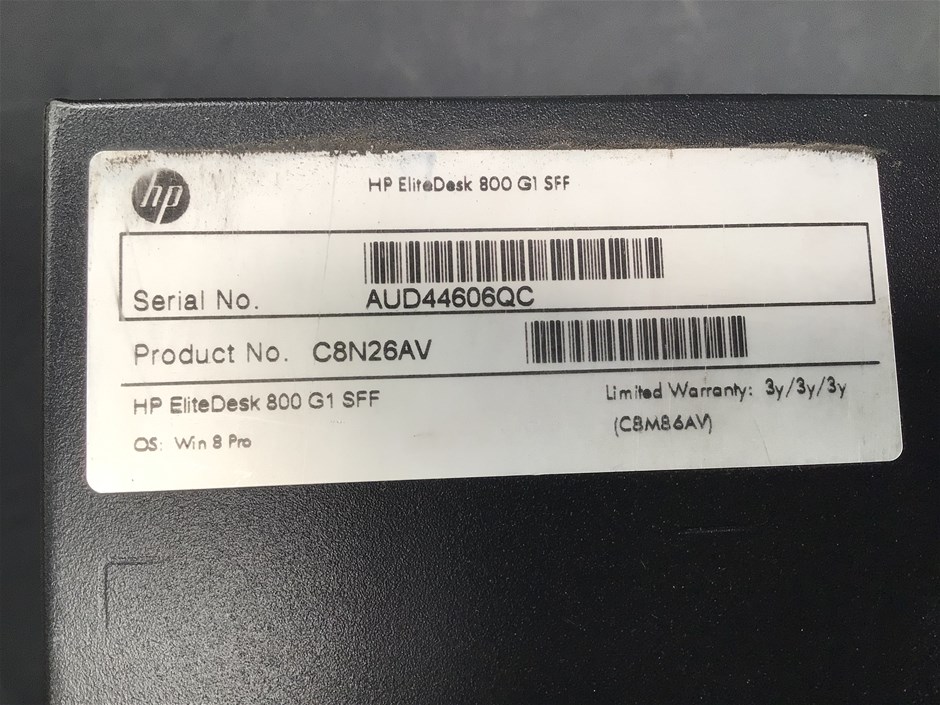 hp
HP EliteDesk 800 G1 SFF
Serial No. AUD44606QC
Product No. C8N26AV
HP EliteDesk 800 G1 SFF
Limited Warranty: 3y/3y/3y
OS: Win 8 Pro
(C8M86AV)